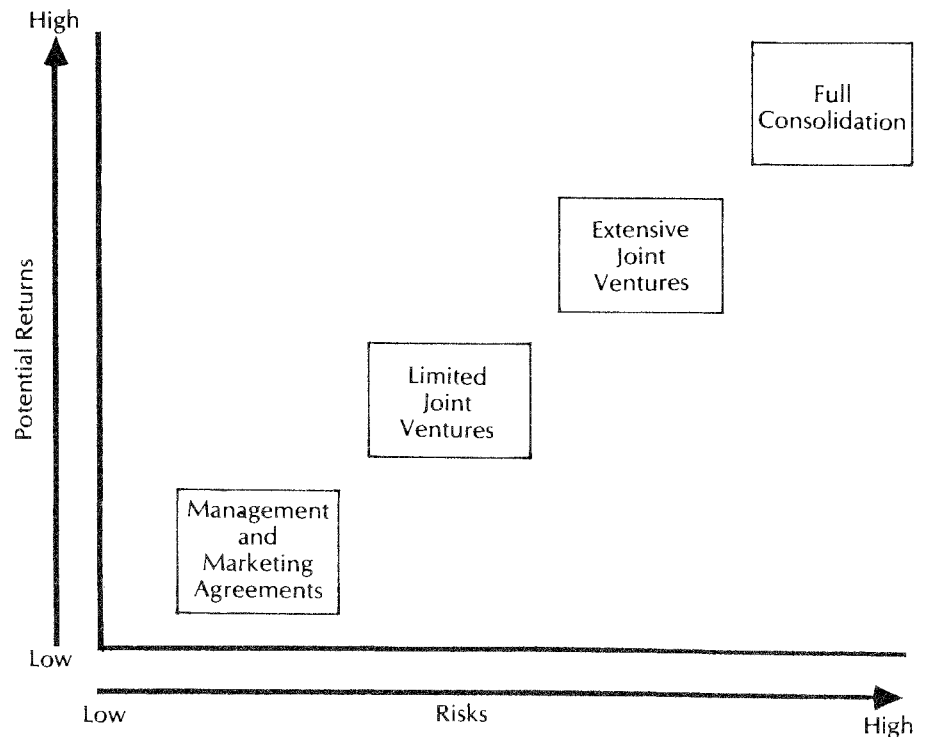 High
Full
Consolidation
Extensive
Joint
Ventures
Potential Returns
Limited
Joint
Ventures
Management
and
Marketing
Agreements
Low
Low
Risks
High